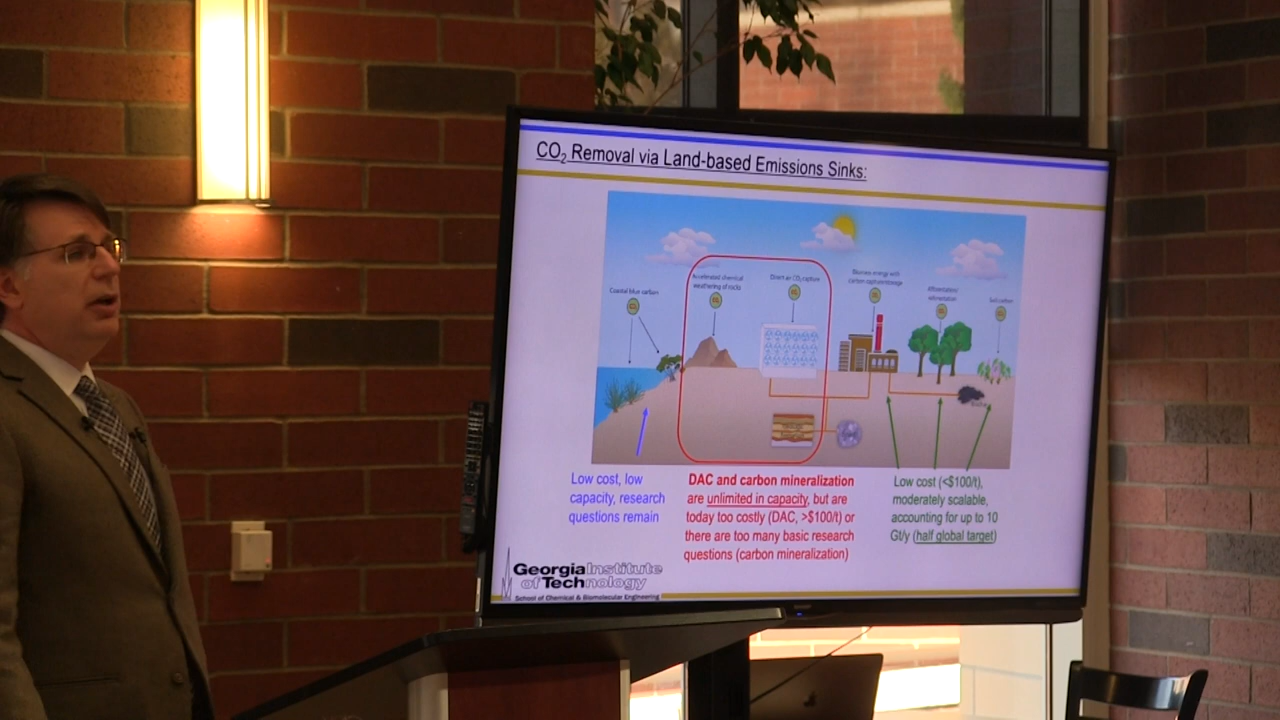 CO₂ Removal via Land-based Emissions Sinks:
Coastal blue carbon
Accelerated chemical
weathering of rocks
Direct air CO₂ capture
Biomass energy with
carbon capture/storage
Afforestation/
reforestation
Soil carbon
Low cost, low
capacity, research
questions remain
DAC and carbon mineralization
are unlimited in capacity, but are
today too costly (DAC, >$100/t) or
there are too many basic research
questions (carbon mineralization)
Low cost (<$100/t),
moderately scalable,
accounting for up to 10
Gt/y (half global target)
Georgia Institute
of Technology
School of Chemical & Biomolecular Engineering